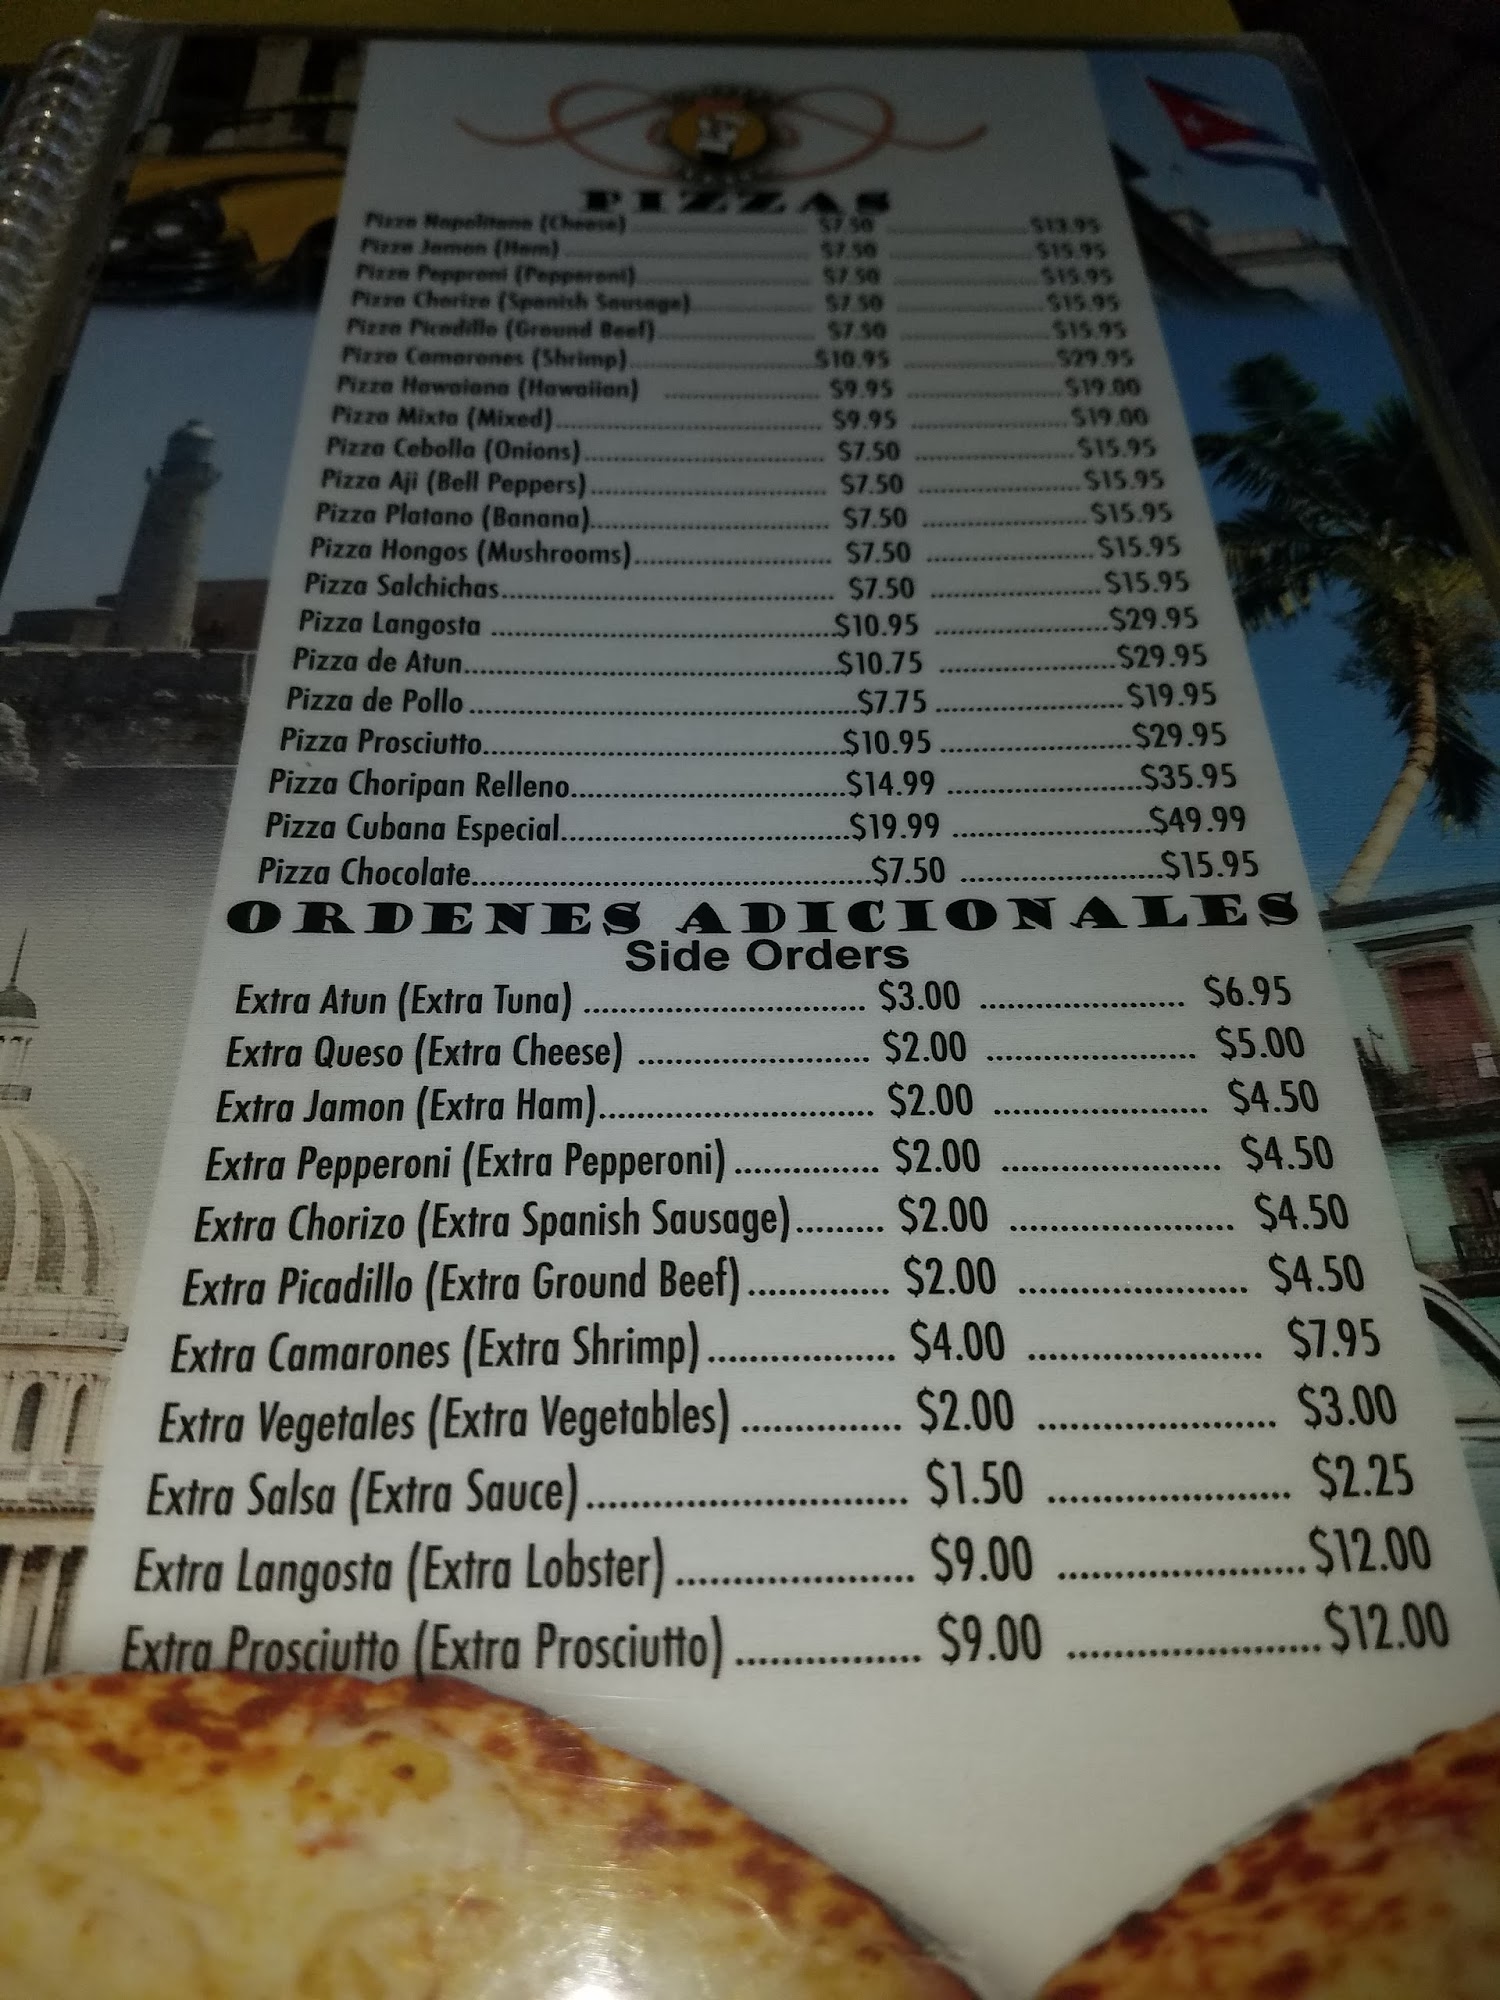 PIZZAS
Pizza Napolitana (Cheese) $7.50 $13.95
Pizza Jamon (Ham) $7.50 $15.95
Pizza Pepproni (Pepperoni) $7.50 $15.95
Pizza Chorizo (Spanish Sausage) $7.50 $15.95
Pizza Picadillo (Ground Beef) $7.50 $15.95
Pizza Camarones (Shrimp) $10.95 $29.95
Pizza Hawaiana (Hawaiian) $9.95 $19.00
Pizza Mixta (Mixed) $9.95 $19.00
Pizza Cebolla (Onions) $7.50 $15.95
Pizza Aji (Bell Peppers) $7.50 $15.95
Pizza Platano (Banana) $7.50 $15.95
Pizza Hongos (Mushrooms) $7.50 $15.95
Pizza Salchichas $7.50 $15.95
Pizza Langosta $10.95 $29.95
Pizza de Atun $10.75 $29.95
Pizza de Pollo $7.75 $19.95
Pizza Prosciutto $10.95 $29.95
Pizza Choripan Relleno $14.99 $35.95
Pizza Cubana Especial $19.99 $49.99
Pizza Chocolate $7.50 $15.95
ORDENES ADICIONALES
Side Orders
Extra Atun (Extra Tuna) $3.00 $6.95
Extra Queso (Extra Cheese) $2.00 $5.00
Extra Jamon (Extra Ham) $2.00 $4.50
Extra Pepperoni (Extra Pepperoni) $2.00 $4.50
Extra Chorizo (Extra Spanish Sausage) $2.00 $4.50
Extra Picadillo (Extra Ground Beef) $2.00 $4.50
Extra Camarones (Extra Shrimp) $4.00 $7.95
Extra Vegetales (Extra Vegetables) $2.00 $3.00
Extra Salsa (Extra Sauce) $1.50 $2.25
Extra Langosta (Extra Lobster) $9.00 $12.00
Extra Prosciutto (Extra Prosciutto) $9.00 $12.00